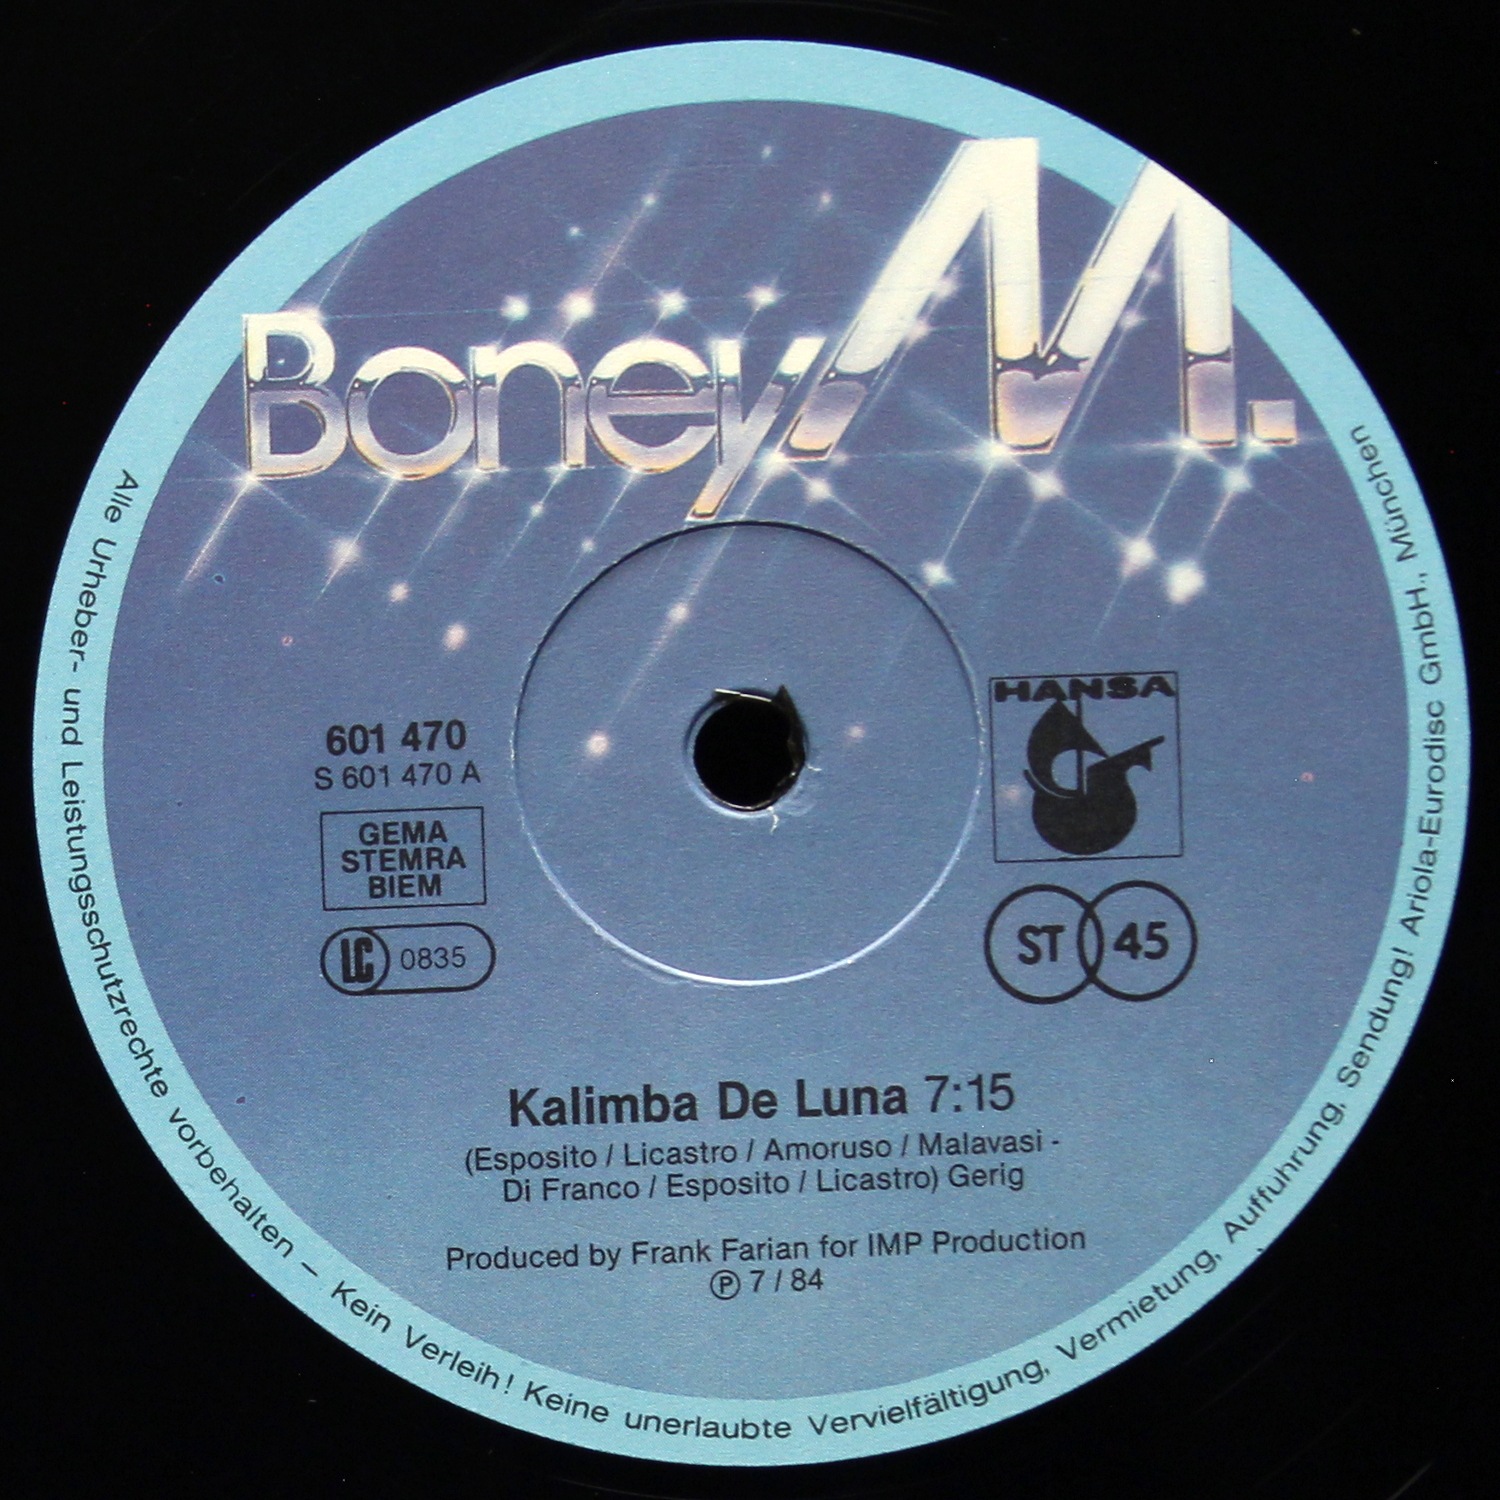 Boney M.
HANSA
601 470
S 601 470 A
GEMA
STEMRA
BIEM
LC 0835
ST 45
Kalimba De Luna 7:15
(Esposito / Licastro / Amoruso / Malavasi -
Di Franco / Esposito / Licastro) Gerig
Produced by Frank Farian for IMP Production
Ⓟ 7 / 84
Alle Urheber- und Leistungsschutzrechte vorbehalten – Kein Verleih! Keine unerlaubte Vervielfältigung, Vermietung, Aufführung, Sendung! Ariola-Eurodisc GmbH., München